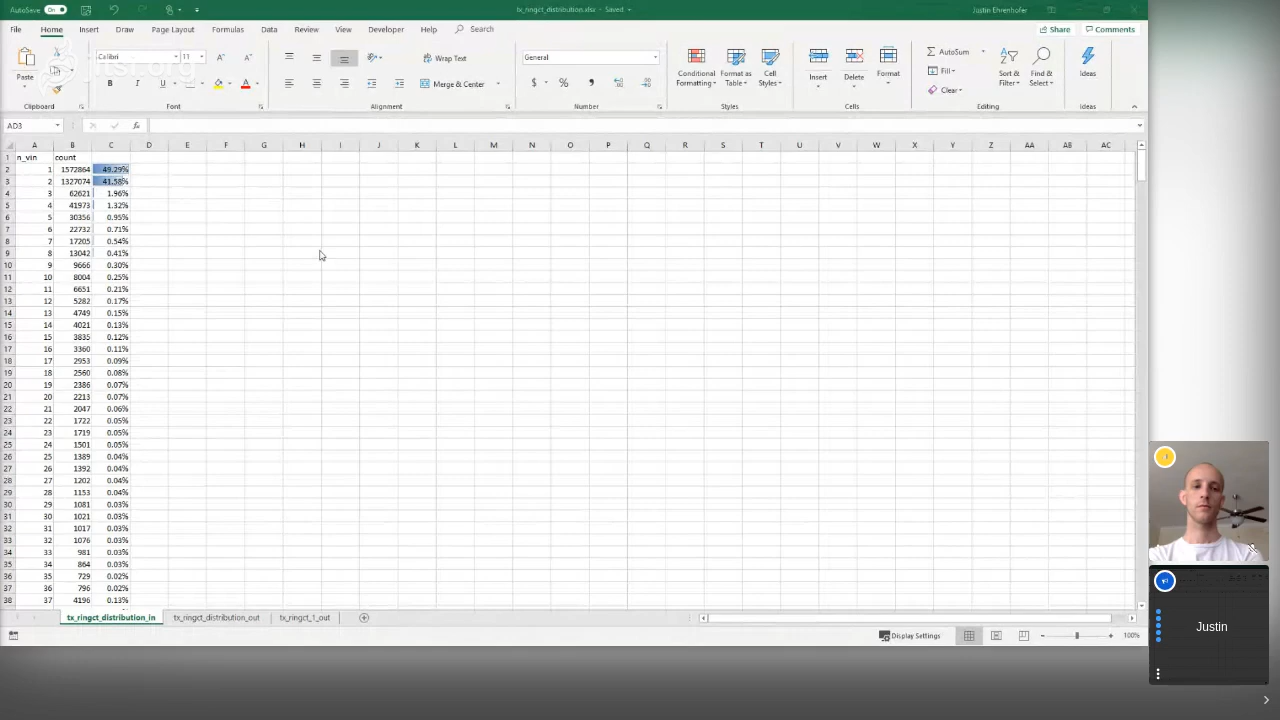 AutoSave On tx_ringct_distribution.xlsx - Saved Justin Ehrenhofer
File Home Insert Draw Page Layout Formulas Data Review View Developer Help Search Share Comments
Paste Calibri 11 Wrap Text Merge & Center General Conditional Formatting Format as Table Cell Styles Insert Delete Format AutoSum Fill Clear Sort & Filter Find & Select Ideas
Clipboard Font Alignment Number Styles Cells Editing Ideas
AD3
A B C D E F G H I J K L M N O P Q R S T U V W X Y Z AA AB AC
1 n_vin count
2 1 1572864 49.29%
3 2 1327074 41.58%
4 3 62621 1.96%
5 4 41973 1.32%
6 5 30356 0.95%
7 6 22732 0.71%
8 7 17205 0.54%
9 8 13042 0.41%
10 9 9666 0.30%
11 10 8004 0.25%
12 11 6651 0.21%
13 12 5282 0.17%
14 13 4749 0.15%
15 14 4021 0.13%
16 15 3835 0.12%
17 16 3360 0.11%
18 17 2953 0.09%
19 18 2560 0.08%
20 19 2386 0.07%
21 20 2213 0.07%
22 21 2047 0.06%
23 22 1722 0.05%
24 23 1719 0.05%
25 24 1501 0.05%
26 25 1389 0.04%
27 26 1392 0.04%
28 27 1202 0.04%
29 28 1153 0.04%
30 29 1081 0.03%
31 30 1021 0.03%
32 31 1017 0.03%
33 32 1076 0.03%
34 33 981 0.03%
35 34 864 0.03%
36 35 729 0.02%
37 36 796 0.02%
38 37 4196 0.13%
tx_ringct_distribution_in tx_ringct_distribution_out tx_ringct_1_out
Display Settings 100%
Justin